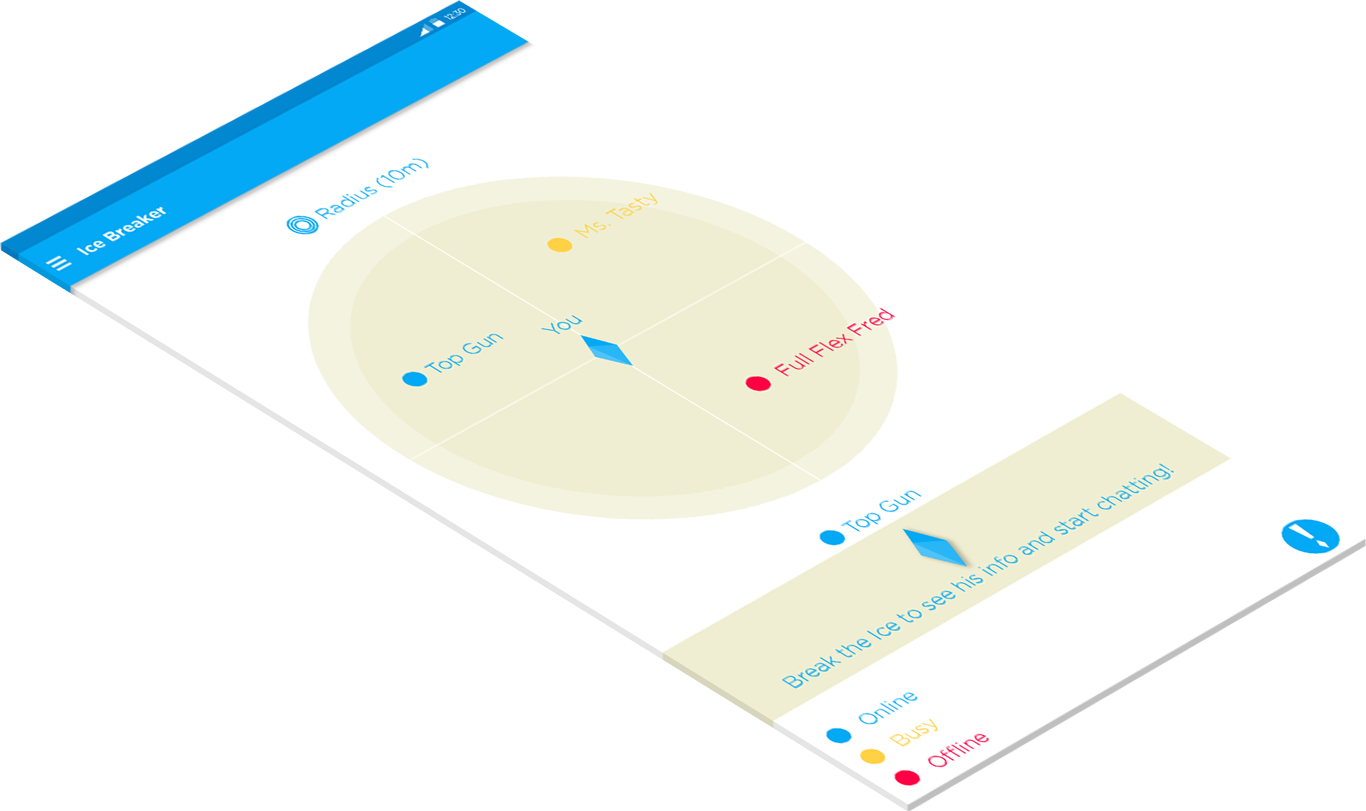 12:30
Ice Breaker
Radius (10m)
Ms. Tasty
You
Top Gun
Full Flex Fred
Top Gun
Break the Ice to see his info and start chatting!
Online
Busy
Offline